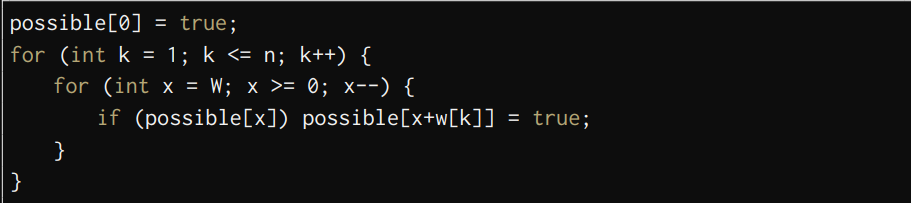 possible[0] = true;
for (int k = 1; k <= n; k++) {
    for (int x = W; x >= 0; x--) {
        if (possible[x]) possible[x+w[k]] = true;
    }
}